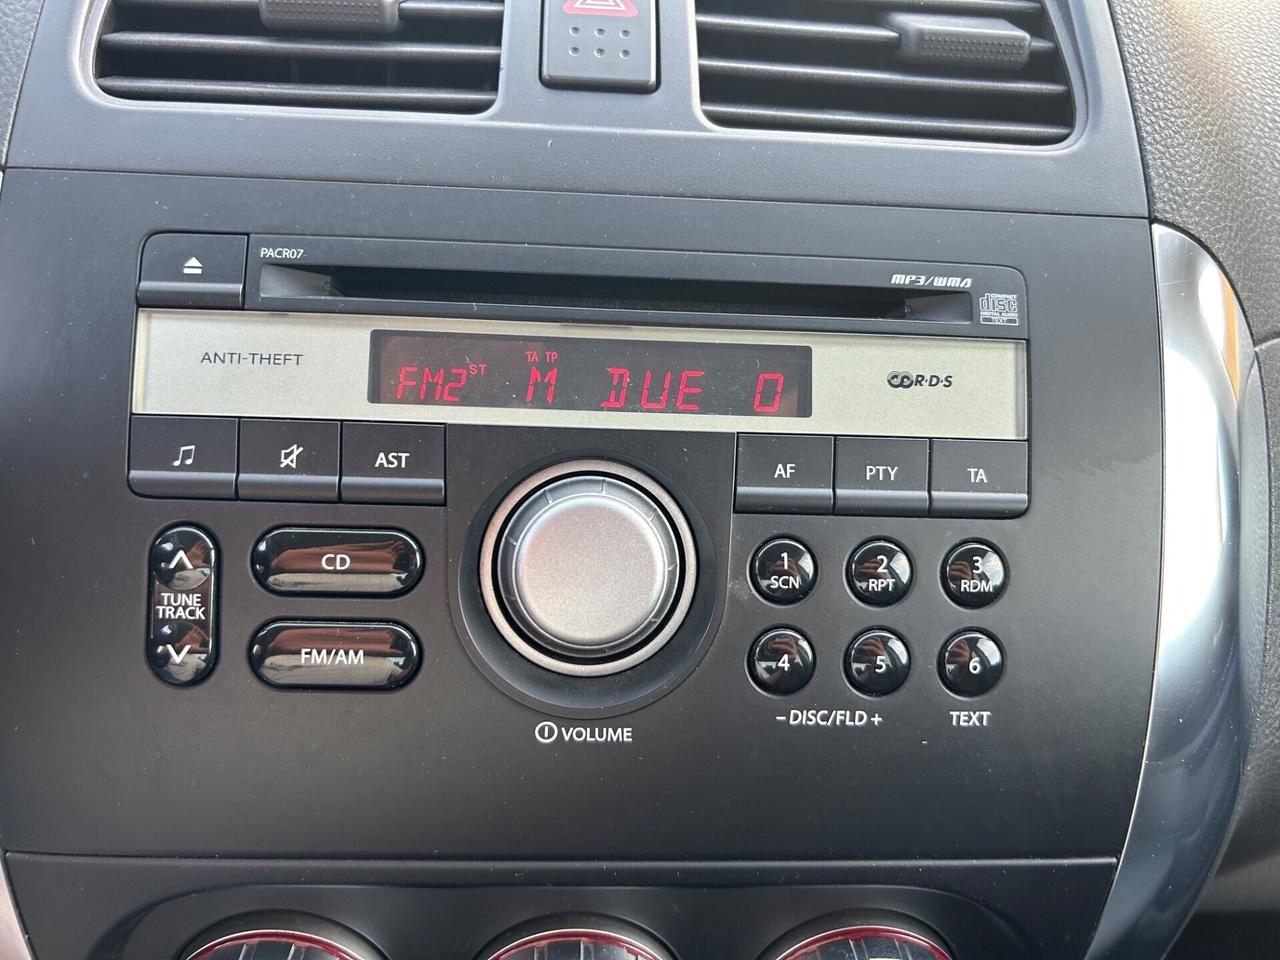 PACR07
MP3/WMA
COMPACT
disc
DIGITAL AUDIO
TEXT
ANTI-THEFT
FM2 ST TA TP M DUE 0
R·D·S
AST
AF
PTY
TA
TUNE
TRACK
CD
FM/AM
1
SCN
2
RPT
3
RDM
4
5
6
– DISC/FLD +
TEXT
VOLUME